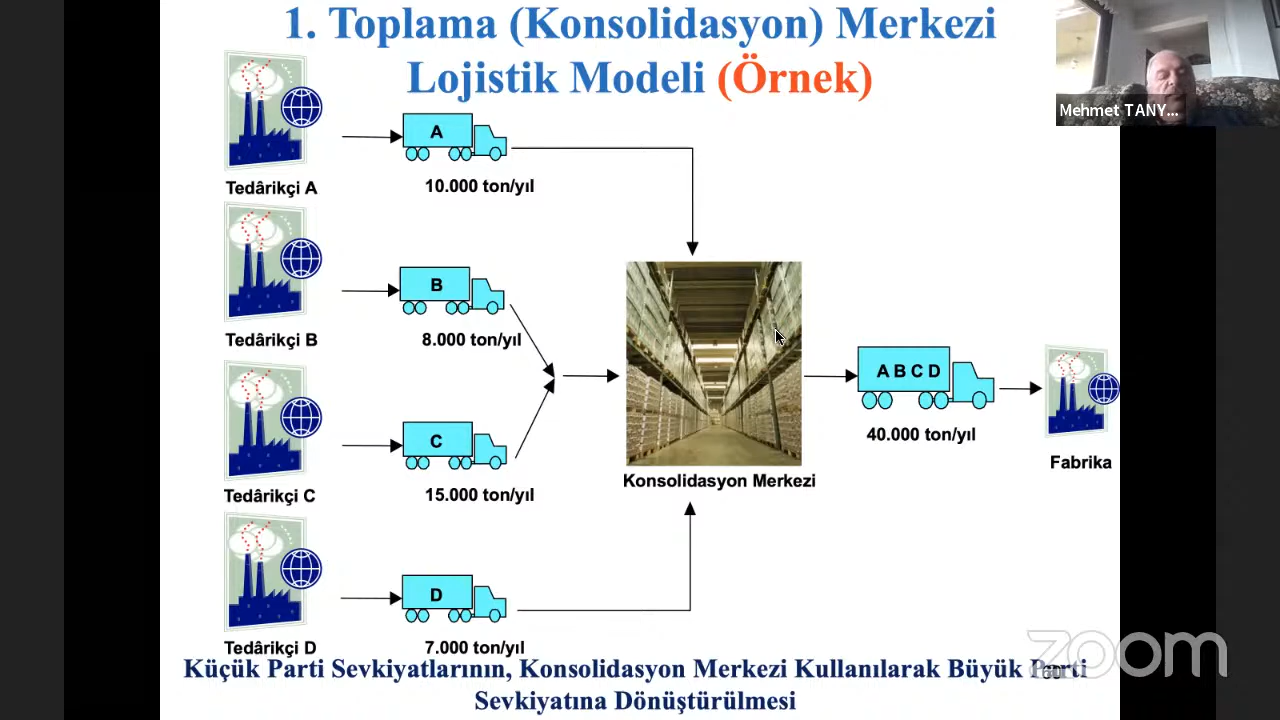 1. Toplama (Konsolidasyon) Merkezi
Lojistik Modeli (Örnek)
Mehmet TANY...
A
Tedârikçi A
10.000 ton/yıl
B
Tedârikçi B
8.000 ton/yıl
C
Tedârikçi C
15.000 ton/yıl
D
Tedârikçi D
7.000 ton/yıl
Konsolidasyon Merkezi
A B C D
40.000 ton/yıl
Fabrika
Küçük Parti Sevkiyatlarının, Konsolidasyon Merkezi Kullanılarak Büyük Parti
Sevkiyatına Dönüştürülmesi
zoom